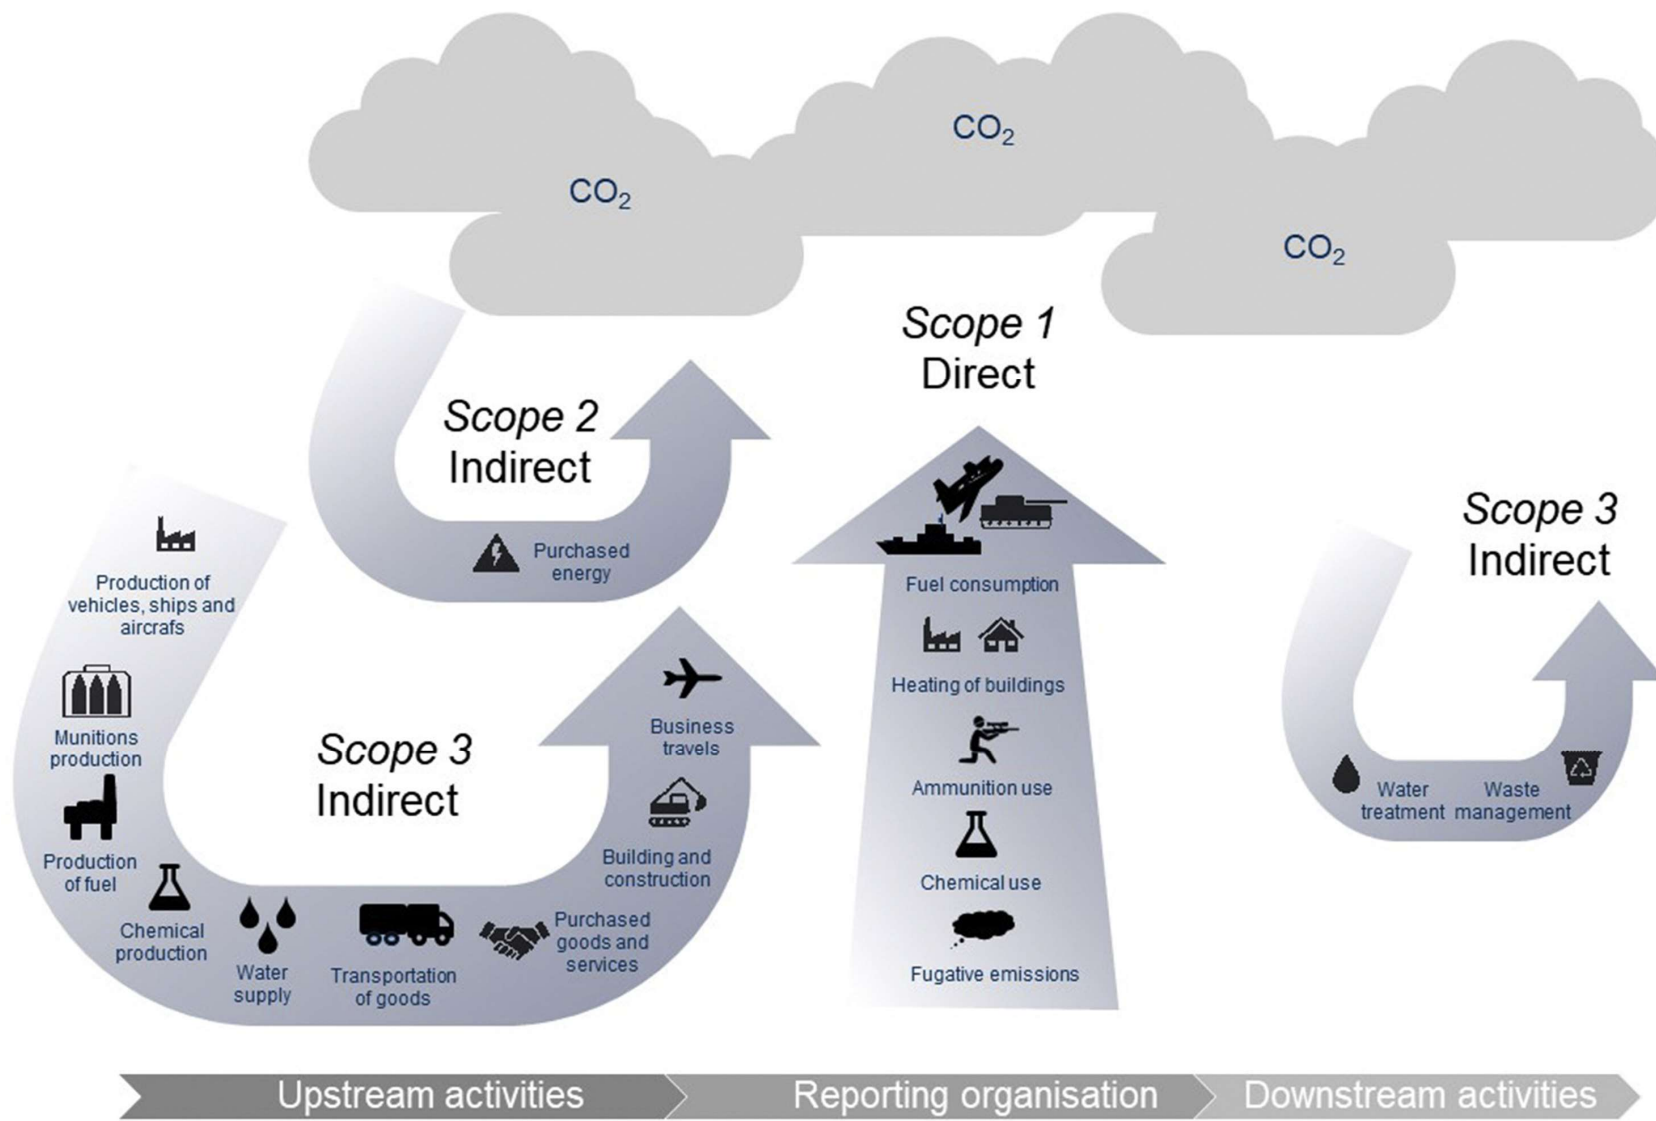 CO₂
CO₂
CO₂
Scope 1
Direct
Scope 2
Indirect
Purchased
energy
Scope 3
Indirect
Production of
vehicles, ships and
aircrafs
Munitions
production
Production
of fuel
Chemical
production
Water
supply
Transportation
of goods
Purchased
goods and
services
Building and
construction
Business
travels
Fuel consumption
Heating of buildings
Ammunition use
Chemical use
Fugative emissions
Scope 3
Indirect
Water
treatment
Waste
management
Upstream activities
Reporting organisation
Downstream activities